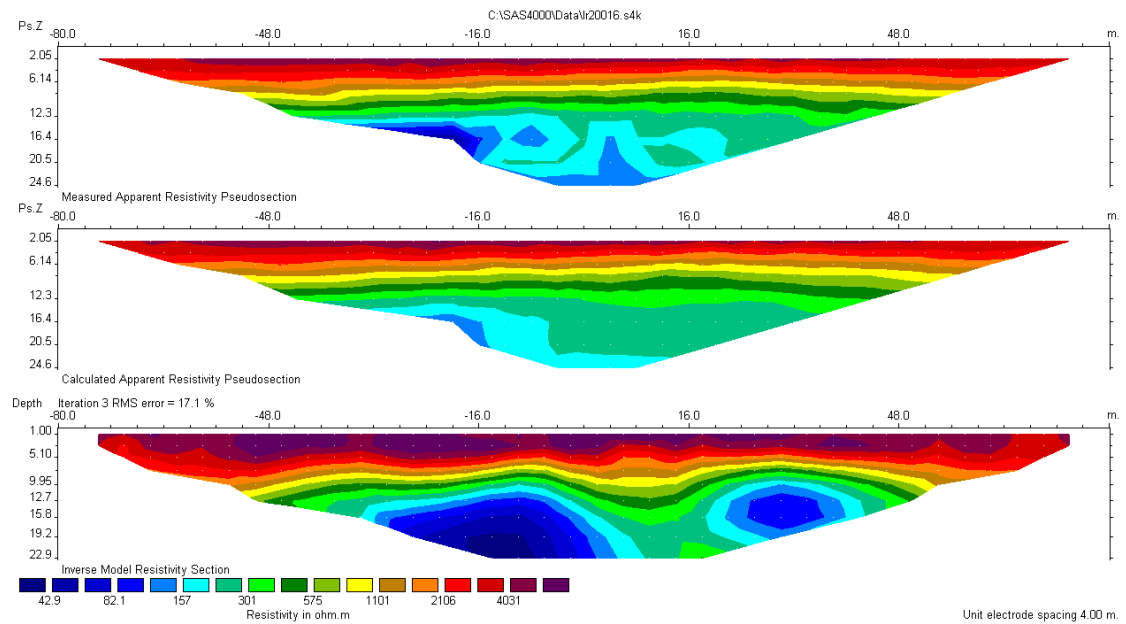 C:\SAS4000\Data\lr20016.s4k
Ps.Z
-80.0 -48.0 -16.0 16.0 48.0 m.
2.05
6.14
12.3
16.4
20.5
24.6
Measured Apparent Resistivity Pseudosection
Ps.Z
-80.0 -48.0 -16.0 16.0 48.0 m.
2.05
6.14
12.3
16.4
20.5
24.6
Calculated Apparent Resistivity Pseudosection
Depth Iteration 3 RMS error = 17.1 %
-80.0 -48.0 -16.0 16.0 48.0 m.
1.00
5.10
9.95
12.7
15.8
19.2
22.9
Inverse Model Resistivity Section
42.9 82.1 157 301 575 1101 2106 4031
Resistivity in ohm.m Unit electrode spacing 4.00 m.